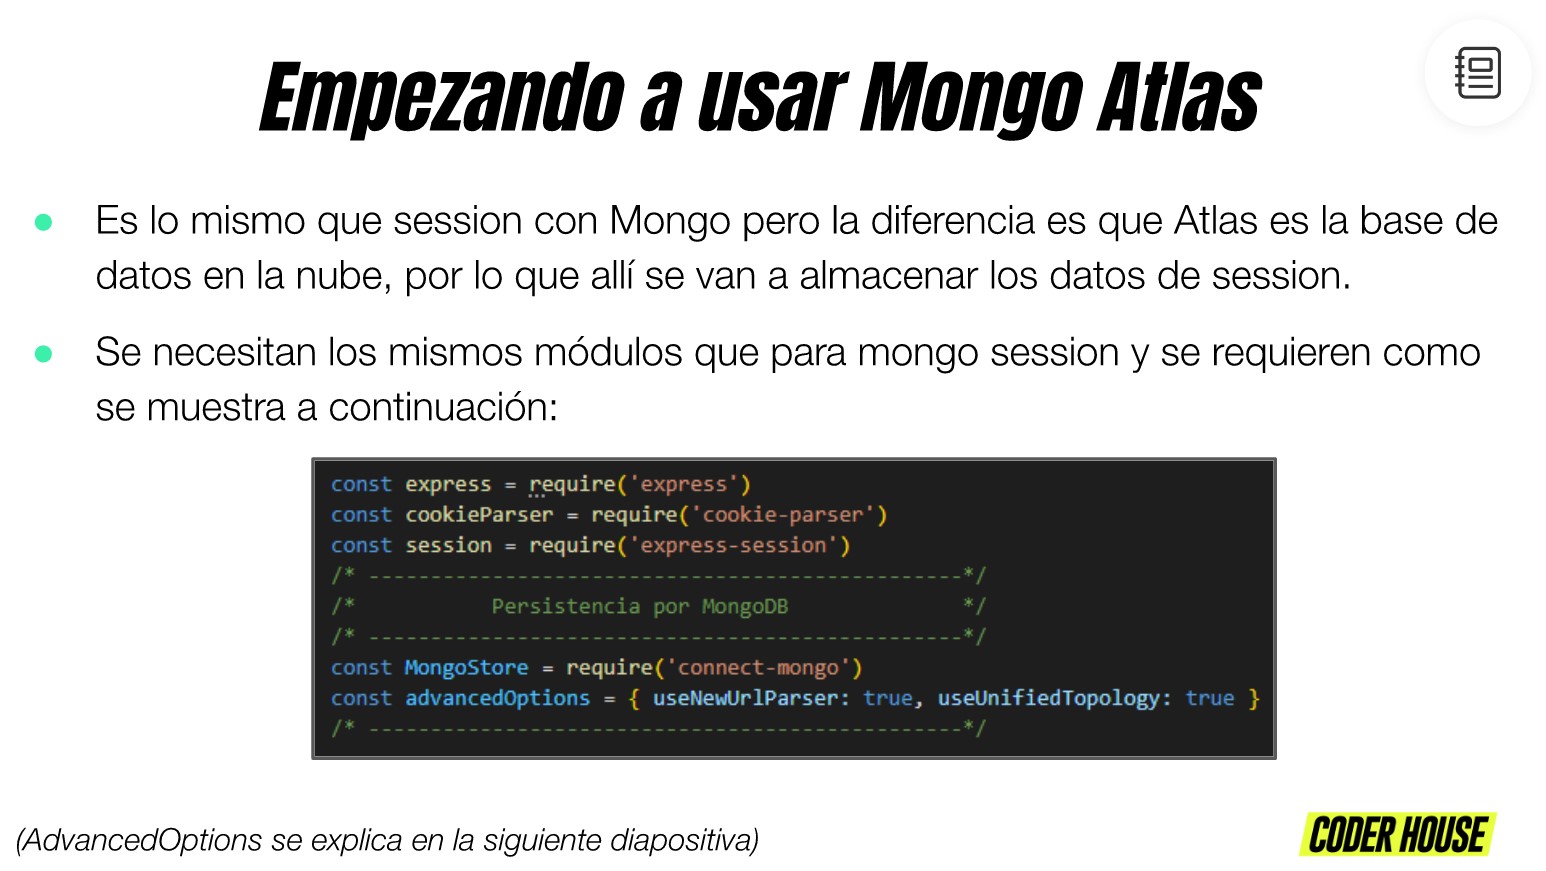 Empezando a usar Mongo Atlas
Es lo mismo que session con Mongo pero la diferencia es que Atlas es la base de
datos en la nube, por lo que allí se van a almacenar los datos de session.
Se necesitan los mismos módulos que para mongo session y se requieren como
se muestra a continuación:
const express = require('express')
const cookieParser = require('cookie-parser')
const session = require('express-session')
/* ------------------------------------------------*/
/*           Persistencia por MongoDB              */
/* ------------------------------------------------*/
const MongoStore = require('connect-mongo')
const advancedOptions = { useNewUrlParser: true, useUnifiedTopology: true }
/* ------------------------------------------------*/
(AdvancedOptions se explica en la siguiente diapositiva)
CODER HOUSE